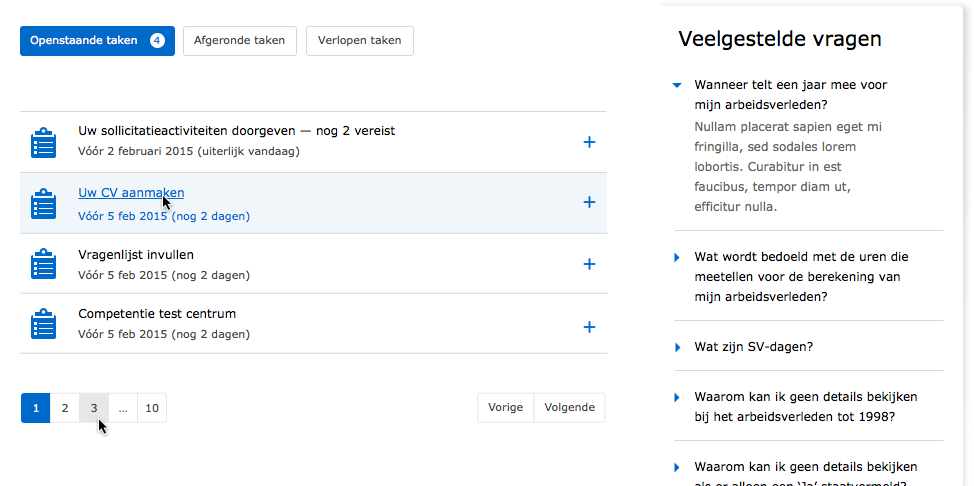 Openstaande taken 4 Afgeronde taken Verlopen taken
Uw sollicitatieactiviteiten doorgeven — nog 2 vereist
Vóór 2 februari 2015 (uiterlijk vandaag)
Uw CV aanmaken
Vóór 5 feb 2015 (nog 2 dagen)
Vragenlijst invullen
Vóór 5 feb 2015 (nog 2 dagen)
Competentie test centrum
Vóór 5 feb 2015 (nog 2 dagen)
1 2 3 ... 10 Vorige Volgende
Veelgestelde vragen
Wanneer telt een jaar mee voor
mijn arbeidsverleden?
Nullam placerat sapien eget mi
fringilla, sed sodales lorem
lobortis. Curabitur in est
faucibus, tempor diam ut,
efficitur nulla.
Wat wordt bedoeld met de uren die
meetellen voor de berekening van
mijn arbeidsverleden?
Wat zijn SV-dagen?
Waarom kan ik geen details bekijken
bij het arbeidsverleden tot 1998?
Waarom kan ik geen details bekijken
als er alleen een ‘Ja’ staatvermeld?